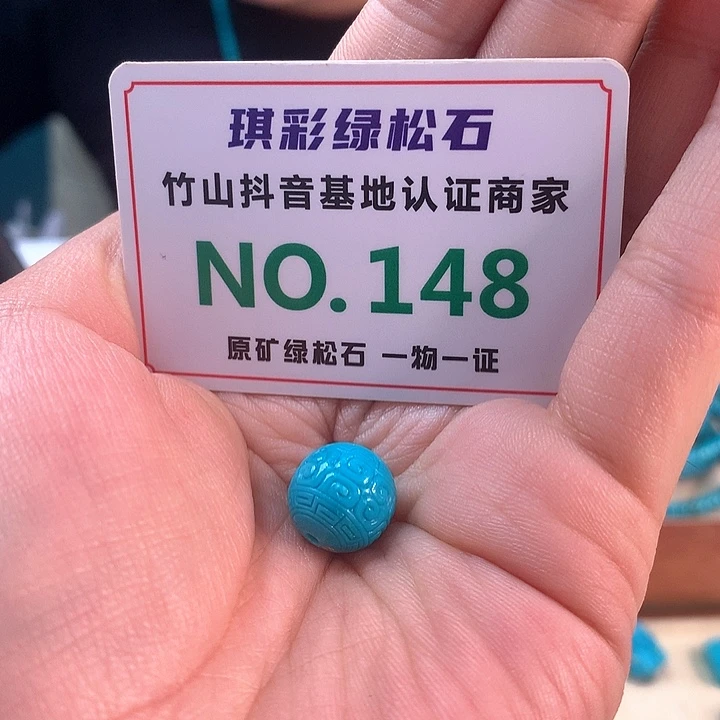 琪彩绿松石
竹山抖音基地认证商家
NO.148
原矿绿松石 一物一证